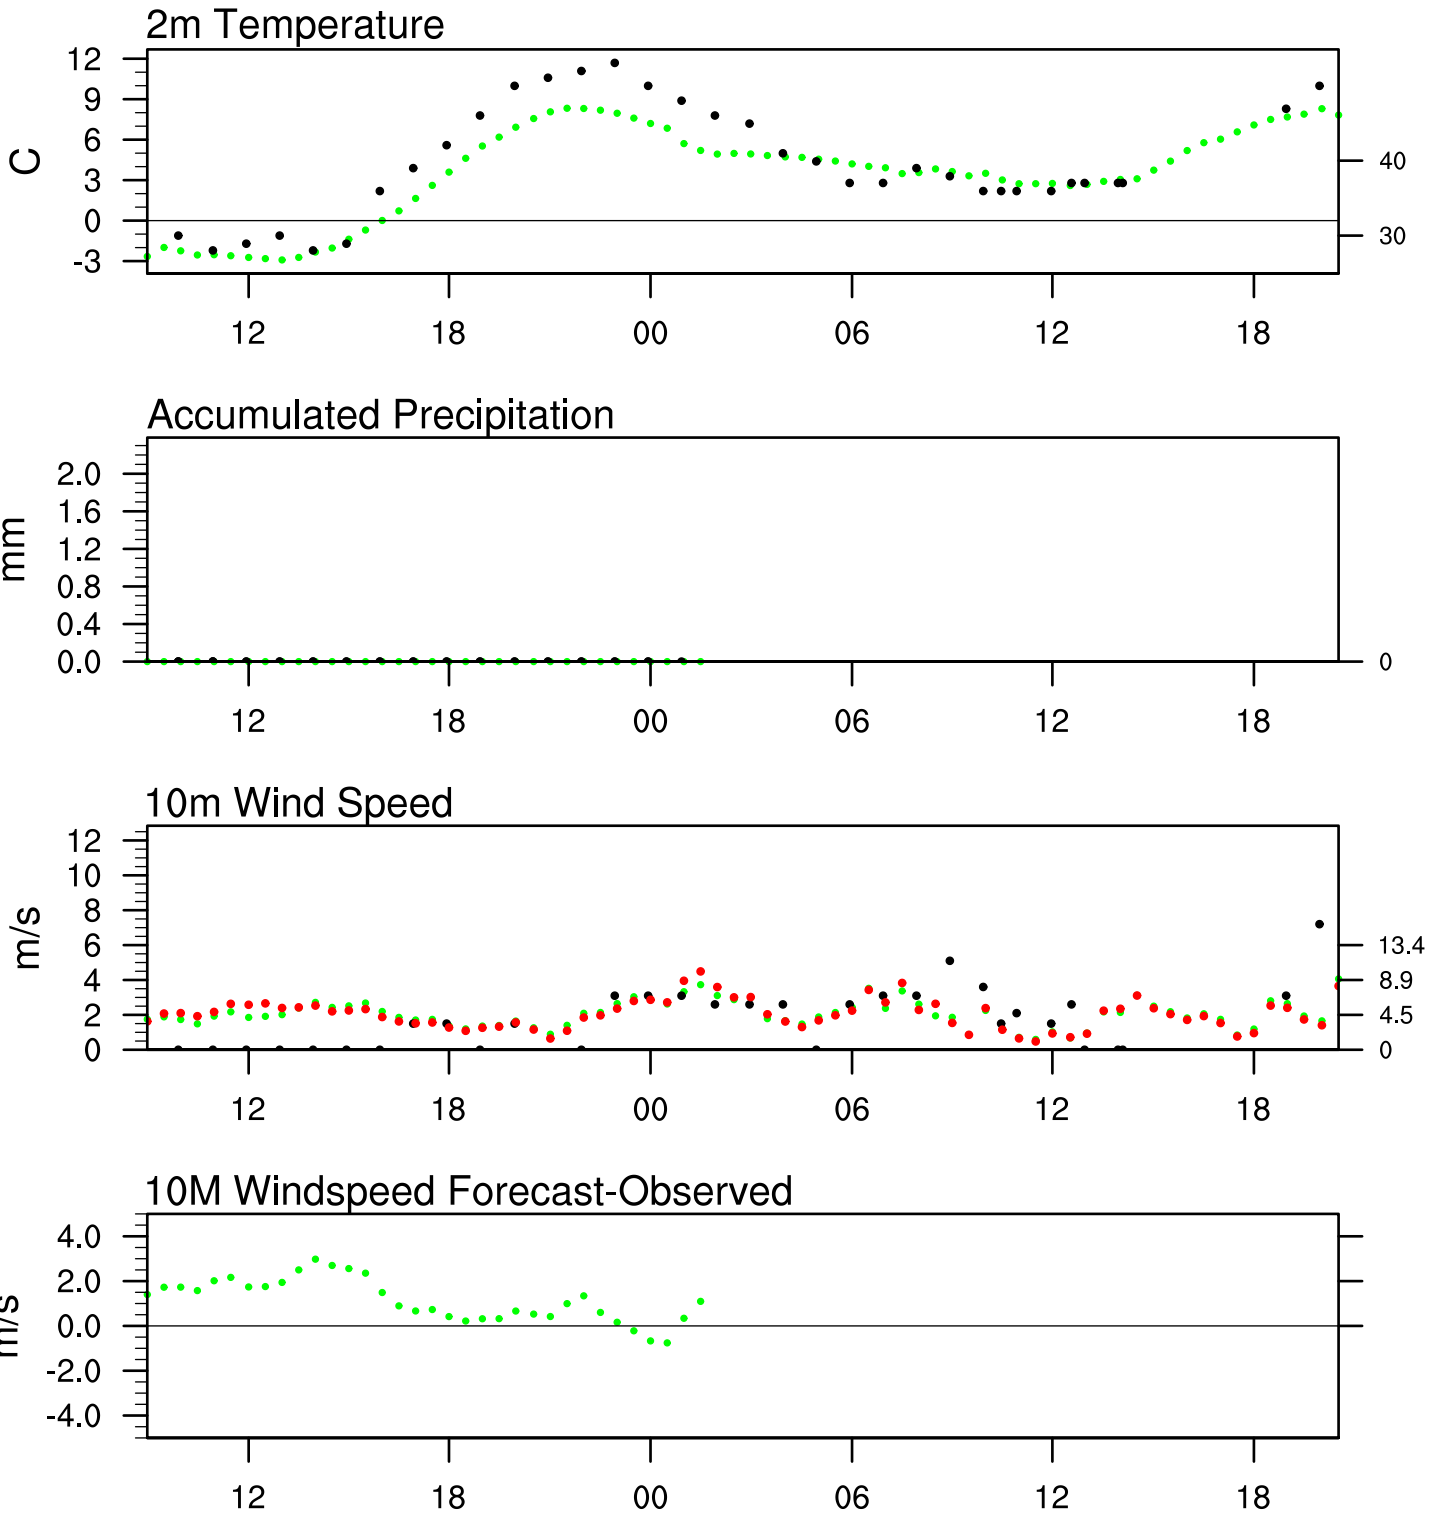 2m Temperature
12
9
6
3
0
-3
C
40
30
12 18 00 06 12 18
Accumulated Precipitation
2.0
1.6
1.2
0.8
0.4
0.0
mm
0
12 18 00 06 12 18
10m Wind Speed
12
10
8
6
4
2
0
m/s
13.4
8.9
4.5
0
12 18 00 06 12 18
10M Windspeed Forecast-Observed
4.0
2.0
0.0
-2.0
-4.0
m/s
12 18 00 06 12 18